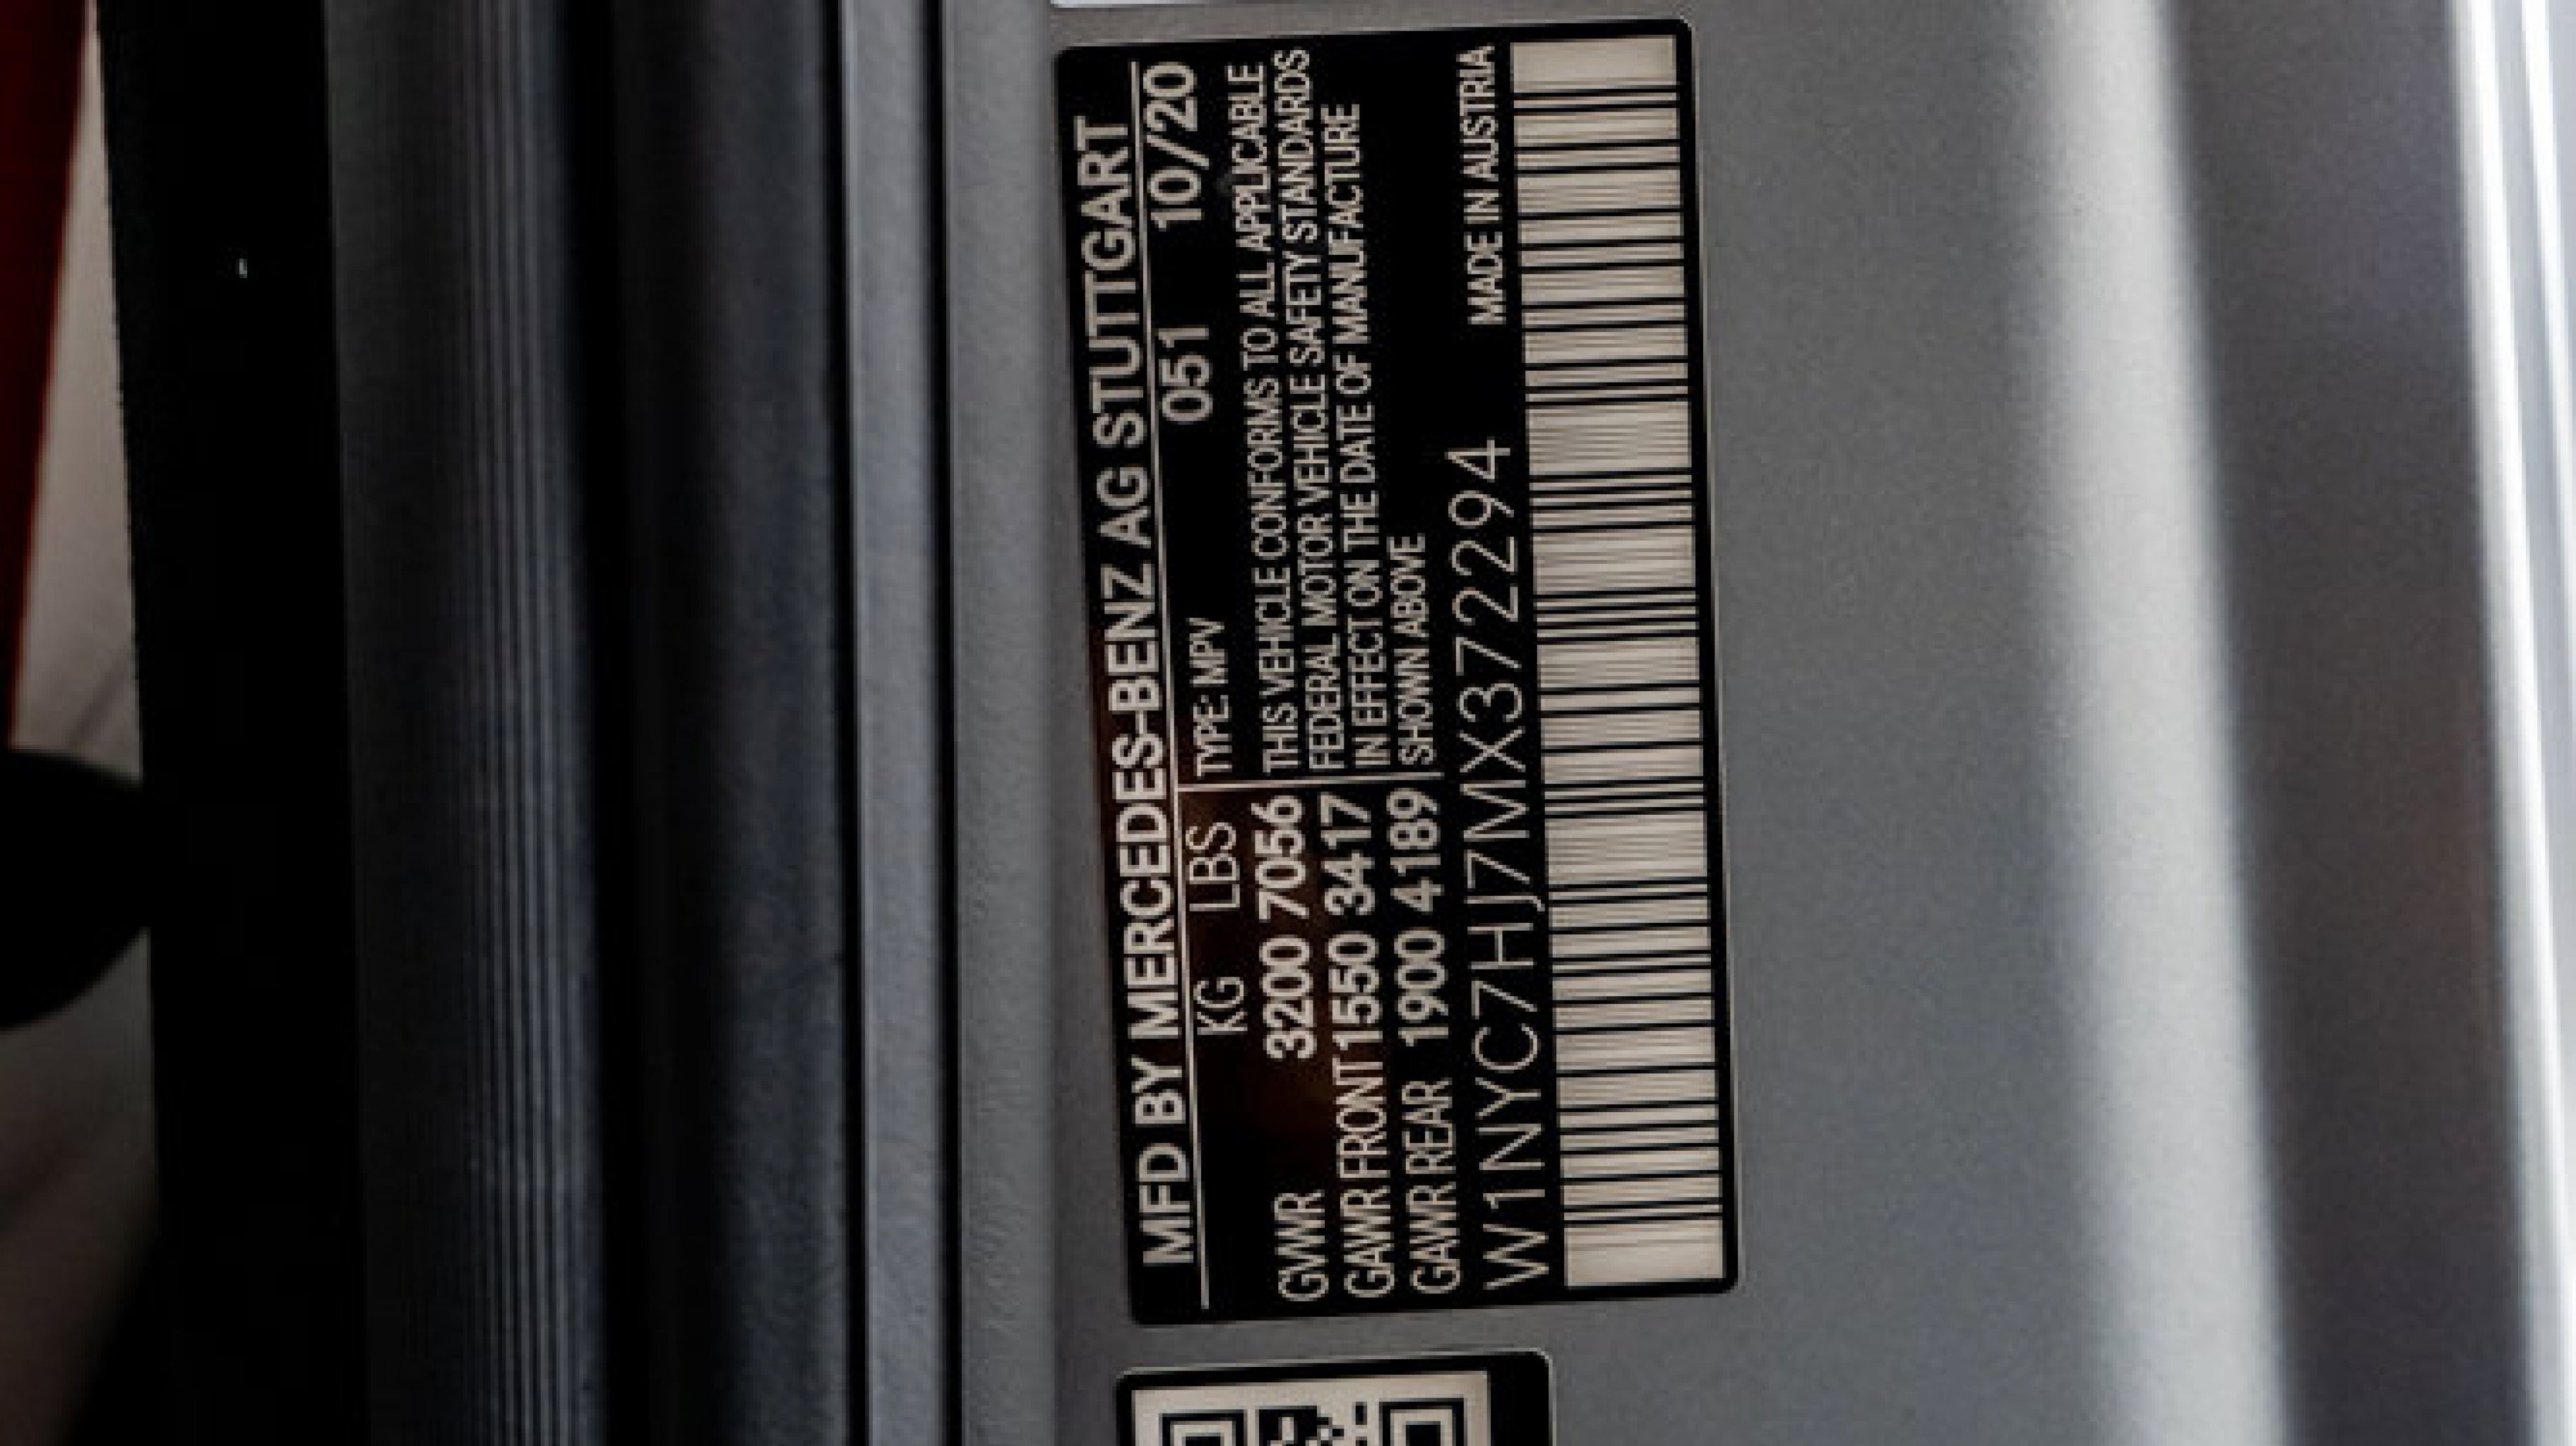 MFD BY MERCEDES-BENZ AG STUTTGART
KG LBS TYPE: MPV 051 10/20
GVWR 3200 7056 THIS VEHICLE CONFORMS TO ALL APPLICABLE
GAWR FRONT 1550 3417 FEDERAL MOTOR VEHICLE SAFETY STANDARDS
IN EFFECT ON THE DATE OF MANUFACTURE
GAWR REAR 1900 4189 SHOWN ABOVE
W1NYC7HJ7MX372294 MADE IN AUSTRIA